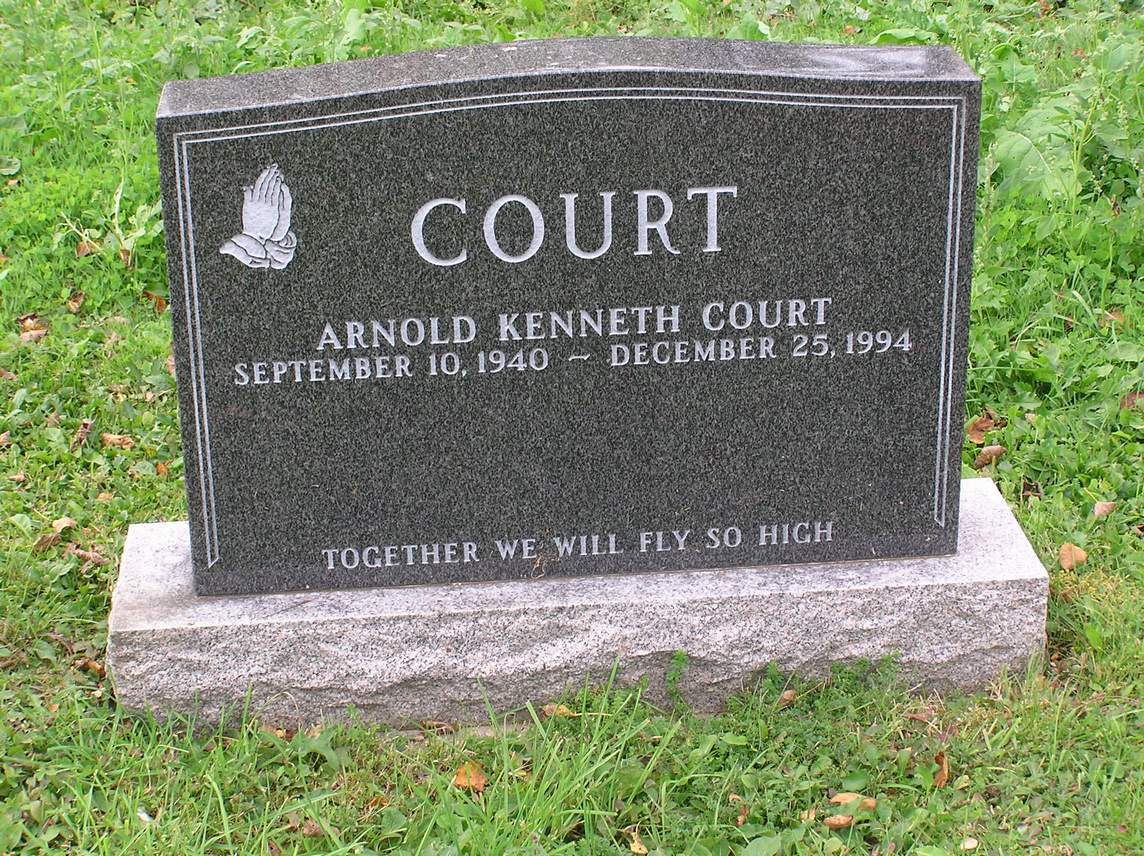 COURT
ARNOLD KENNETH COURT
SEPTEMBER 10, 1940 ~ DECEMBER 25, 1994
TOGETHER WE WILL FLY SO HIGH